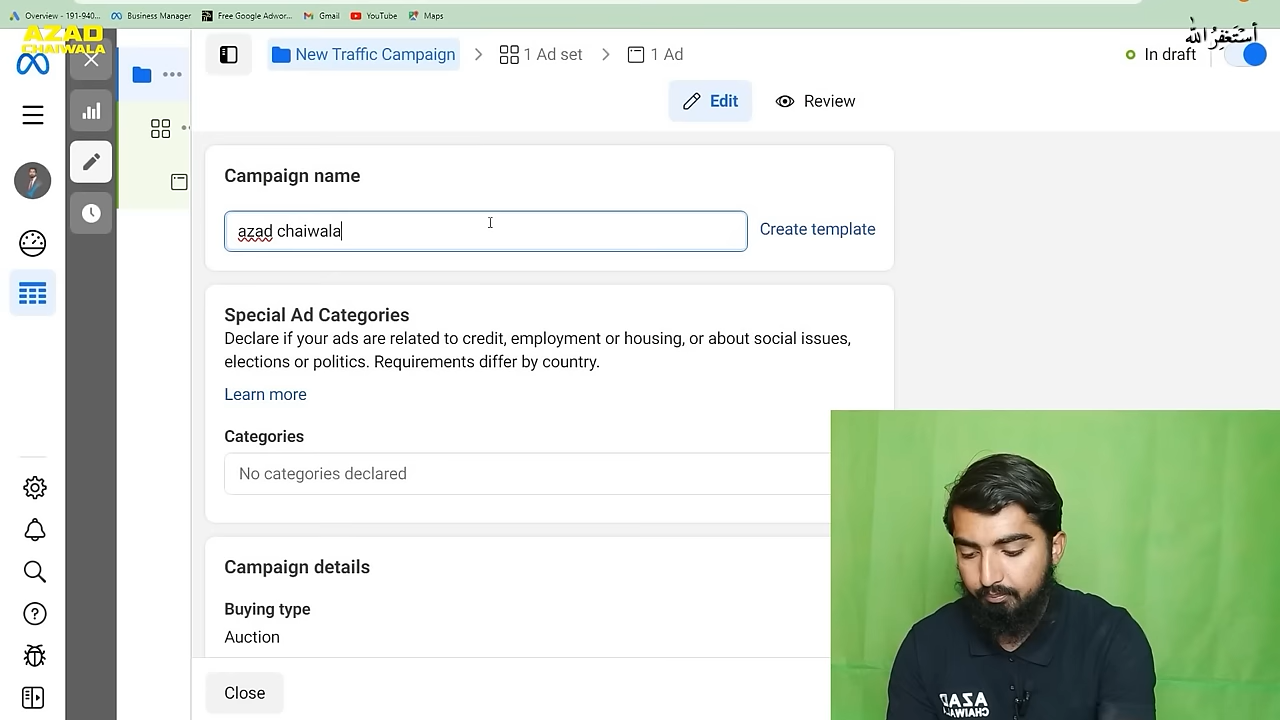 Overview - 191-940...
Business Manager
Free Google Adwor...
Gmail
YouTube
Maps
AZAD
CHAIWALA
أستغفر الله
New Traffic Campaign
1 Ad set
1 Ad
In draft
Edit
Review
Campaign name
azad chaiwala
Create template
Special Ad Categories
Declare if your ads are related to credit, employment or housing, or about social issues,
elections or politics. Requirements differ by country.
Learn more
Categories
No categories declared
Campaign details
Buying type
Auction
Close
AZAD
CHAIWALA